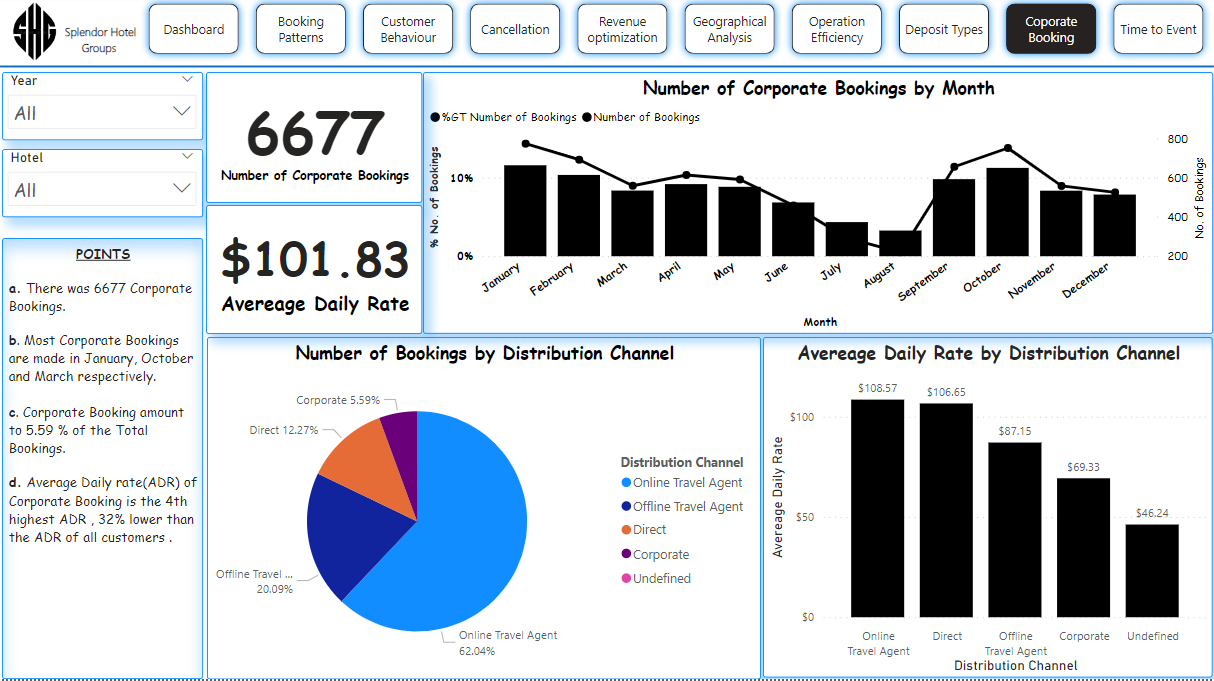 SHG
Splendor Hotel
Groups
Dashboard
Booking
Patterns
Customer
Behaviour
Cancellation
Revenue
optimization
Geographical
Analysis
Operation
Efficiency
Deposit Types
Coporate
Booking
Time to Event
Year
All
Hotel
All
POINTS
a. There was 6677 Corporate
Bookings.
b. Most Corporate Bookings
are made in January, October
and March respectively.
c. Corporate Booking amount
to 5.59 % of the Total
Bookings.
d. Average Daily rate(ADR) of
Corporate Booking is the 4th
highest ADR , 32% lower than
the ADR of all customers .
6677
Number of Corporate Bookings
$101.83
Avereage Daily Rate
Number of Corporate Bookings by Month
%GT Number of Bookings Number of Bookings
% No. of Bookings
10%
0%
800
600
400
200
No. of Bookings
January
February
March
April
May
June
July
August
September
October
November
December
Month
Number of Bookings by Distribution Channel
Corporate 5.59%
Direct 12.27%
Offline Travel ...
20.09%
Online Travel Agent
62.04%
Distribution Channel
Online Travel Agent
Offline Travel Agent
Direct
Corporate
Undefined
Avereage Daily Rate by Distribution Channel
Avereage Daily Rate
$100
$50
$0
$108.57
$106.65
$87.15
$69.33
$46.24
Online
Travel Agent
Direct
Offline
Travel Agent
Corporate
Undefined
Distribution Channel